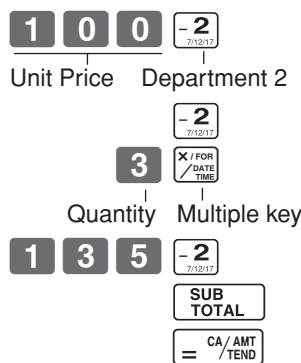 1 0 0 - 2
7/12/17
Unit Price Department 2
- 2
7/12/17
3 X / FOR
/ DATE
TIME
Quantity Multiple key
1 3 5 - 2
7/12/17
SUB
TOTAL
= CA / AMT
/ TEND